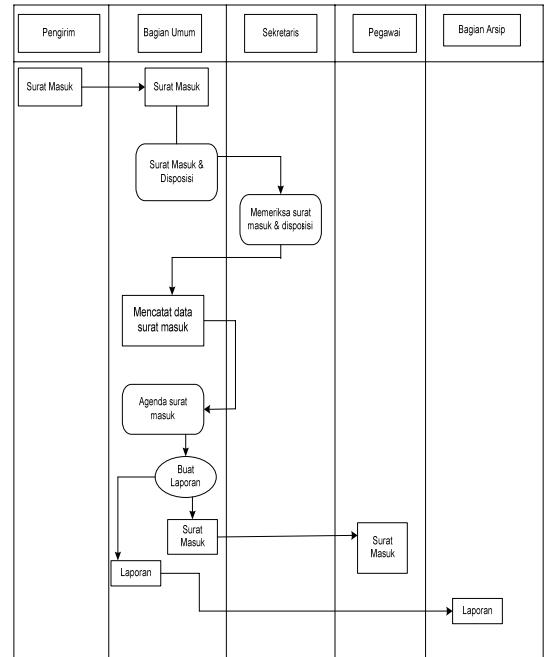 Pengirim
Bagian Umum
Sekretaris
Pegawai
Bagian Arsip
Surat Masuk
Surat Masuk
Surat Masuk &
Disposisi
Memeriksa surat
masuk & disposisi
Mencatat data
surat masuk
Agenda surat
masuk
Buat
Laporan
Surat
Masuk
Surat
Masuk
Laporan
Laporan